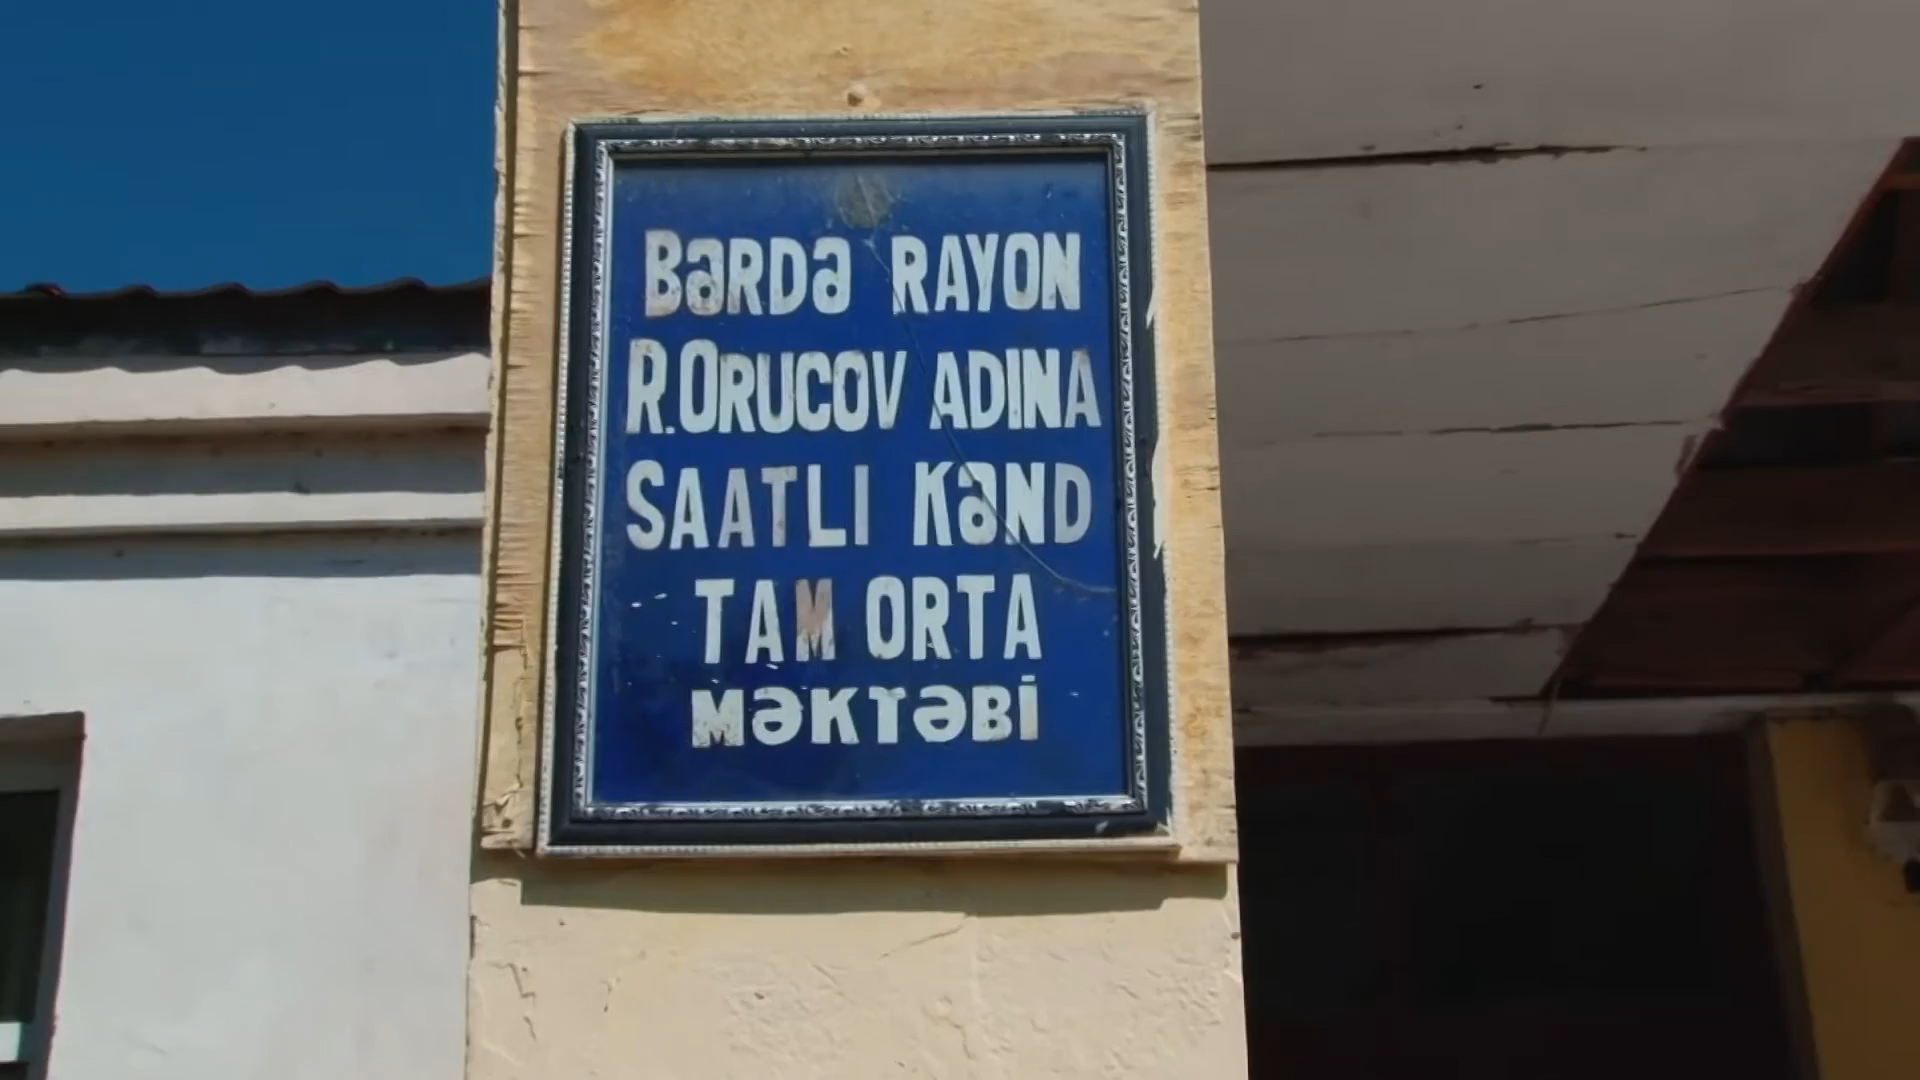 BƏRDƏ RAYON
R.ORUCOV ADINA
SAATLI KƏND
TAM ORTA
MƏKTƏBİ